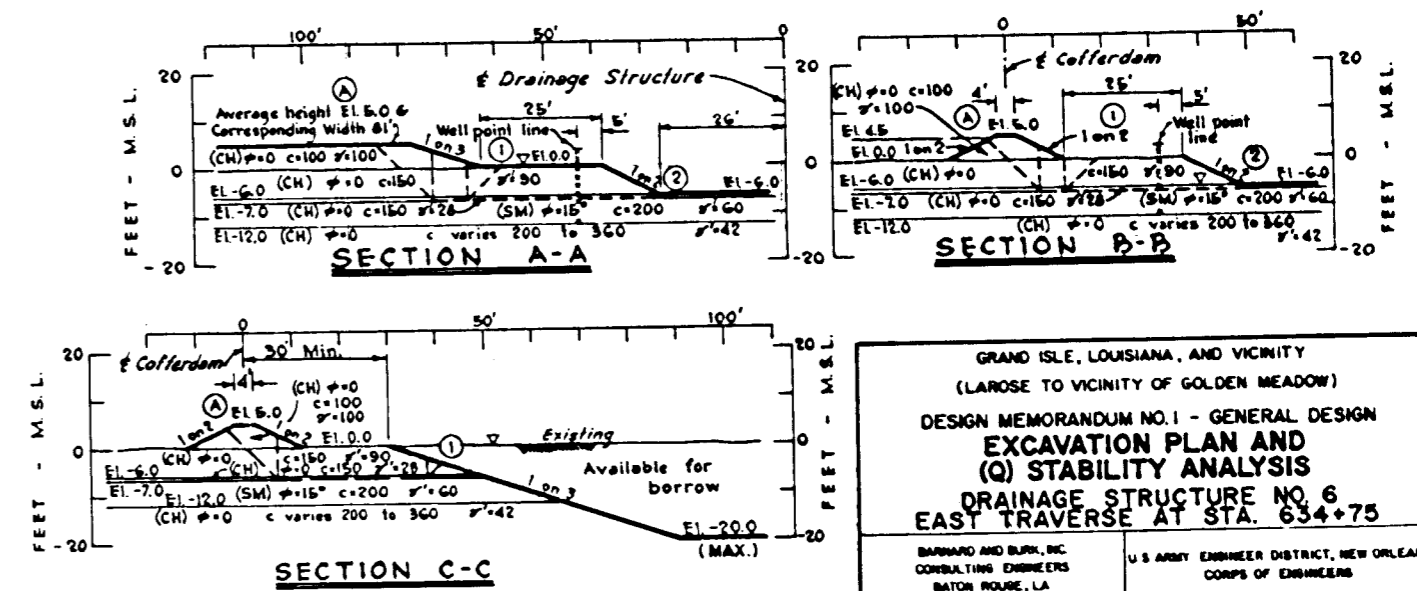 100' 50' 0
20
10
0
-10
-20
FEET - M.S.L.
Ⓐ
Average height El. 5.0 &
Corresponding Width 81'
1 on 3
℄ Drainage Structure
25'
5'
26'
Well point line
①
El. 0.0
(CH) φ=0 c=100 γ=100
El.-6.0 (CH) φ=0 c=150 γ=90
1 on
②
El.-6.0
El.-7.0 (CH) φ=0 c=150 γ'=28 (SM) φ=15° c=200 γ'=60
El.-12.0 (CH) φ=0 c varies 200 to 360 γ'=42
SECTION A-A
0 50'
20
10
0
-10
-20
FEET - M.S.L.
℄ Cofferdam
(CH) φ=0 c=100
γ=100
4'
25'
5'
Ⓐ
El. 5.0
①
Well point
line
El. 4.5
El. 0.0 1 on 2
1 on 2
②
El.-6.0 (CH) φ=0 c=150 γ=90 El.-6.0
El.-7.0 (CH) φ=0 c=150 γ'=28 (SM) φ=15° c=200 γ'=60
El.-12.0 (CH) φ=0 c varies 200 to 360
γ'=42
SECTION B-B
0 50' 100'
20
10
0
-10
-20
FEET - M.S.L.
℄ Cofferdam
30' Min.
4'
(CH) φ=0
c=100
γ=100
Ⓐ El. 5.0
1 on 2
1 on 2
El. 0.0
①
Existing
Available for
borrow
(CH) φ=0 c=150 γ'=90
El.-6.0 (CH) φ=0 c=150 γ'=28
El.-7.0
El.-12.0 (SM) φ=15° c=200 γ'=60
1 on 3
(CH) φ=0 c varies 200 to 360 γ'=42
El.-20.0
(MAX.)
SECTION C-C
GRAND ISLE, LOUISIANA, AND VICINITY
(LAROSE TO VICINITY OF GOLDEN MEADOW)
DESIGN MEMORANDUM NO. 1 - GENERAL DESIGN
EXCAVATION PLAN AND
(Q) STABILITY ANALYSIS
DRAINAGE STRUCTURE NO. 6
EAST TRAVERSE AT STA. 634+75
BARNARD AND BURK, INC.
CONSULTING ENGINEERS
BATON ROUGE, LA
U S ARMY ENGINEER DISTRICT, NEW ORLEA
CORPS OF ENGINEERS